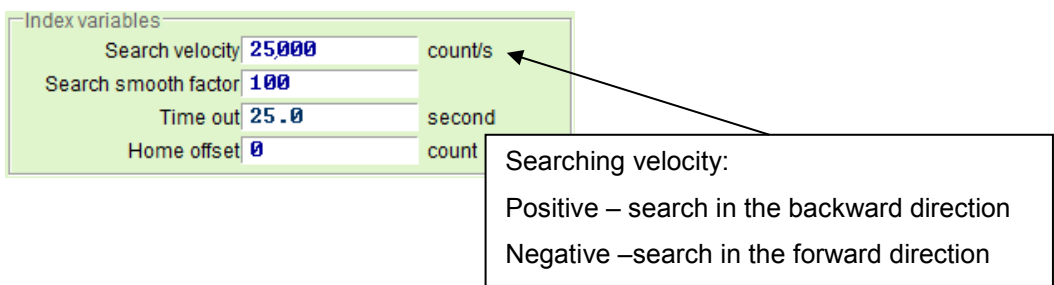 Index variables
Search velocity 25,000 count/s
Search smooth factor 100
Time out 25.0 second
Home offset 0 count
Searching velocity:
Positive – search in the backward direction
Negative –search in the forward direction